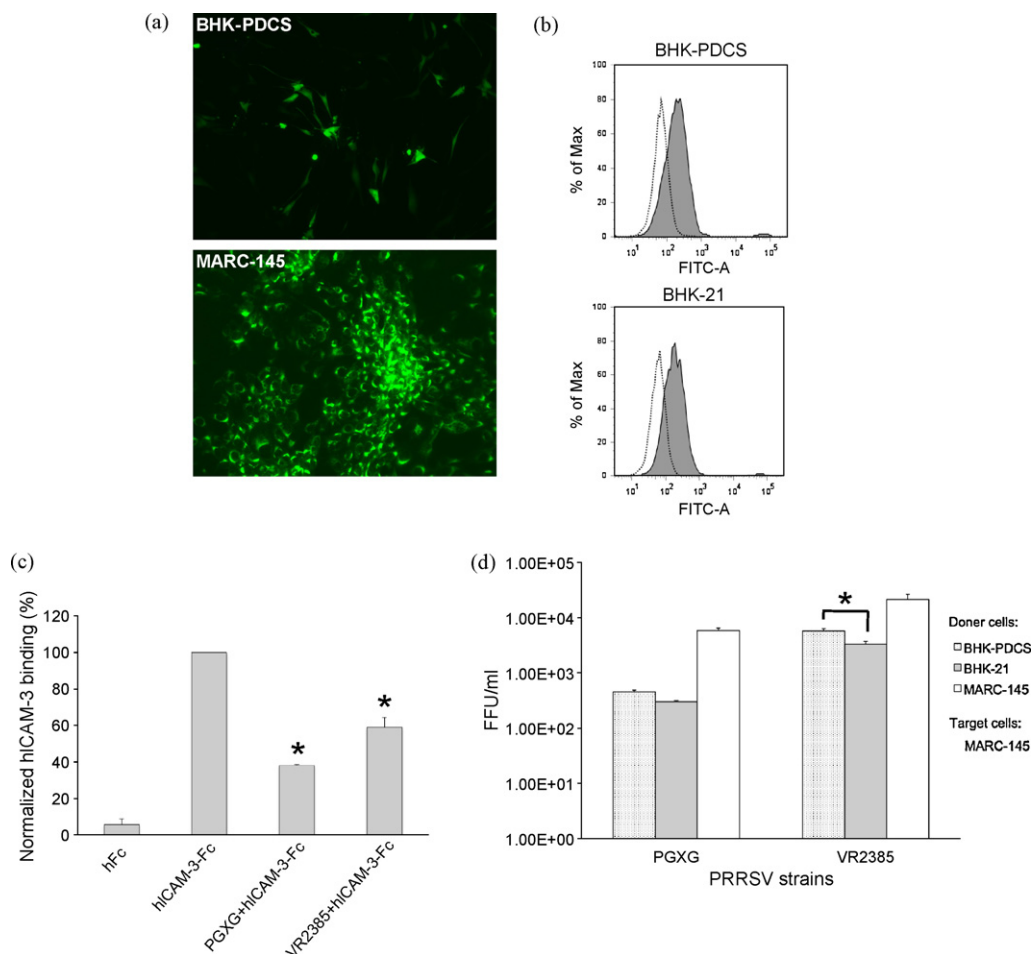 (a)
BHK-PDCS
MARC-145
(b)
BHK-PDCS
% of Max
100
80
60
40
20
0
10¹ 10² 10³ 10⁴ 10⁵
FITC-A
BHK-21
% of Max
100
80
60
40
20
0
10¹ 10² 10³ 10⁴ 10⁵
FITC-A
(c)
Normalized hICAM-3 binding (%)
120
100
80
60
40
20
0
*
*
hFc
hICAM-3-Fc
PGXG+hICAM-3-Fc
VR2385+hICAM-3-Fc
(d)
FFU/ml
1.00E+05
1.00E+04
1.00E+03
1.00E+02
1.00E+01
1.00E+00
*
PGXG VR2385
PRRSV strains
Doner cells:
BHK-PDCS
BHK-21
MARC-145
Target cells:
MARC-145